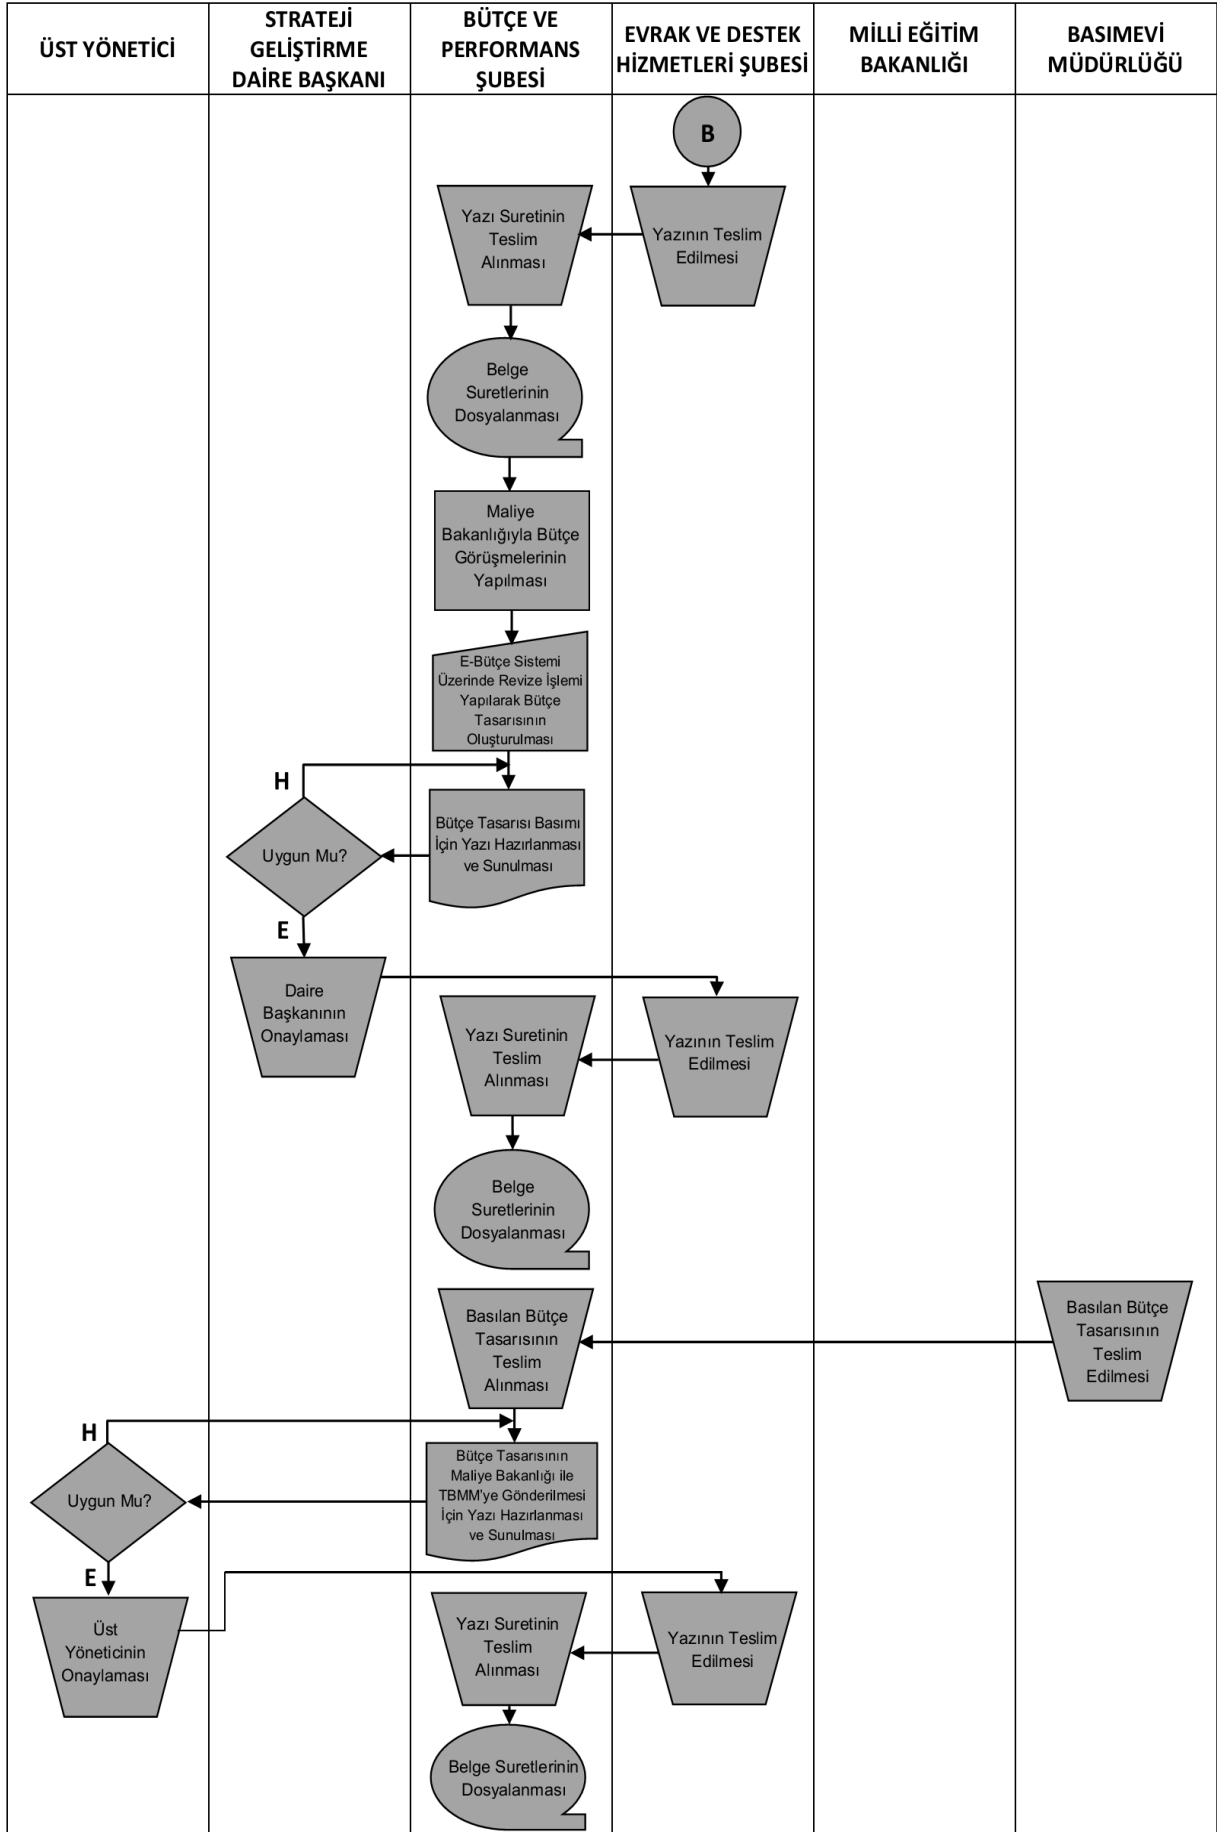 ÜST YÖNETİCİ
STRATEJİ
GELİŞTİRME
DAİRE BAŞKANI
BÜTÇE VE
PERFORMANS
ŞUBESİ
EVRAK VE DESTEK
HİZMETLERİ ŞUBESİ
MİLLİ EĞİTİM
BAKANLIĞI
BASIMEVİ
MÜDÜRLÜĞÜ
B
Yazının Teslim
Edilmesi
Yazı Suretinin
Teslim
Alınması
Belge
Suretlerinin
Dosyalanması
Maliye
Bakanlığıyla Bütçe
Görüşmelerinin
Yapılması
E-Bütçe Sistemi
Üzerinde Revize İşlemi
Yapılarak Bütçe
Tasarısının
Oluşturulması
Bütçe Tasarısı Basımı
İçin Yazı Hazırlanması
ve Sunulması
H
Uygun Mu?
E
Daire
Başkanının
Onaylaması
Yazının Teslim
Edilmesi
Yazı Suretinin
Teslim
Alınması
Belge
Suretlerinin
Dosyalanması
Basılan Bütçe
Tasarısının
Teslim
Edilmesi
Basılan Bütçe
Tasarısının
Teslim
Alınması
Bütçe Tasarısının
Maliye Bakanlığı ile
TBMM'ye Gönderilmesi
İçin Yazı Hazırlanması
ve Sunulması
H
Uygun Mu?
E
Üst
Yöneticinin
Onaylaması
Yazının Teslim
Edilmesi
Yazı Suretinin
Teslim
Alınması
Belge Suretlerinin
Dosyalanması